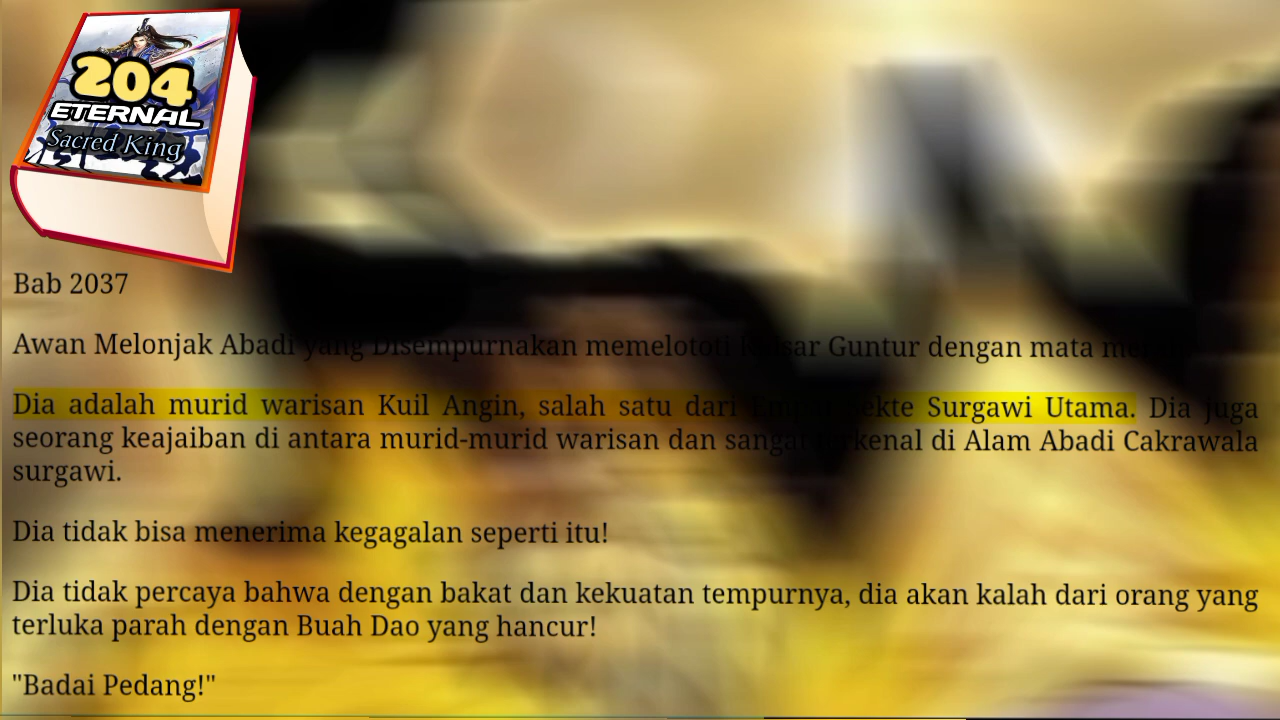 204
ETERNAL
Sacred King
Bab 2037
Awan Melonjak Abadi yang Disempurnakan memelototi Guntur dengan mata
Dia adalah murid warisan Kuil Angin, salah satu dari Empat Sekte Surgawi Utama. Dia juga
seorang keajaiban di antara murid-murid warisan dan sangat terkenal di Alam Abadi Cakrawala
surgawi.
Dia tidak bisa menerima kegagalan seperti itu!
Dia tidak percaya bahwa dengan bakat dan kekuatan tempurnya, dia akan kalah dari orang yang
terluka parah dengan Buah Dao yang hancur!
"Badai Pedang!"